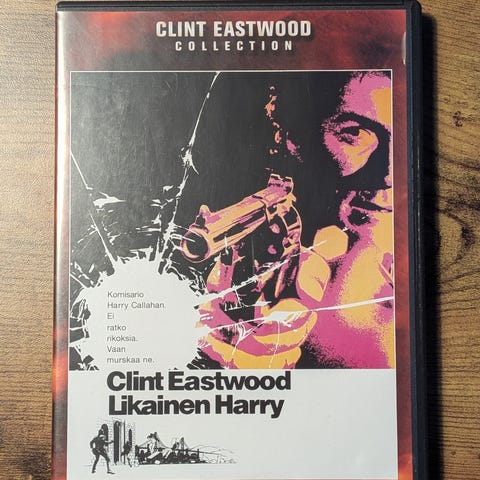 CLINT EASTWOOD
COLLECTION
Komisario
Harry Callahan.
Ei
ratko
rikoksia.
Vaan
murskaa ne.
Clint Eastwood
Likainen Harry